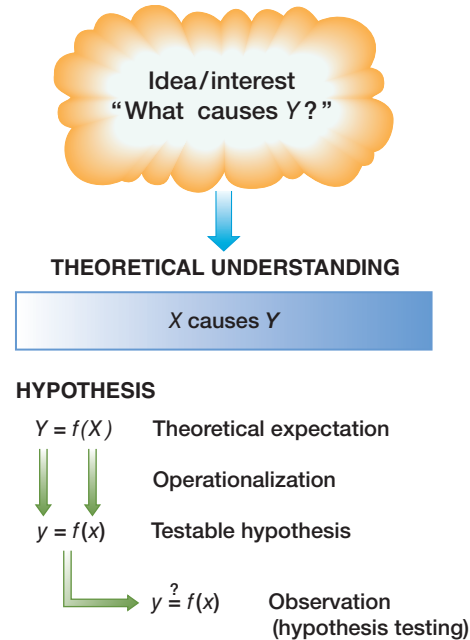 Idea/interest
“What causes Y?”
THEORETICAL UNDERSTANDING
X causes Y
HYPOTHESIS
Y = f(X) Theoretical expectation
Operationalization
y = f(x) Testable hypothesis
y ≟ f(x) Observation
(hypothesis testing)